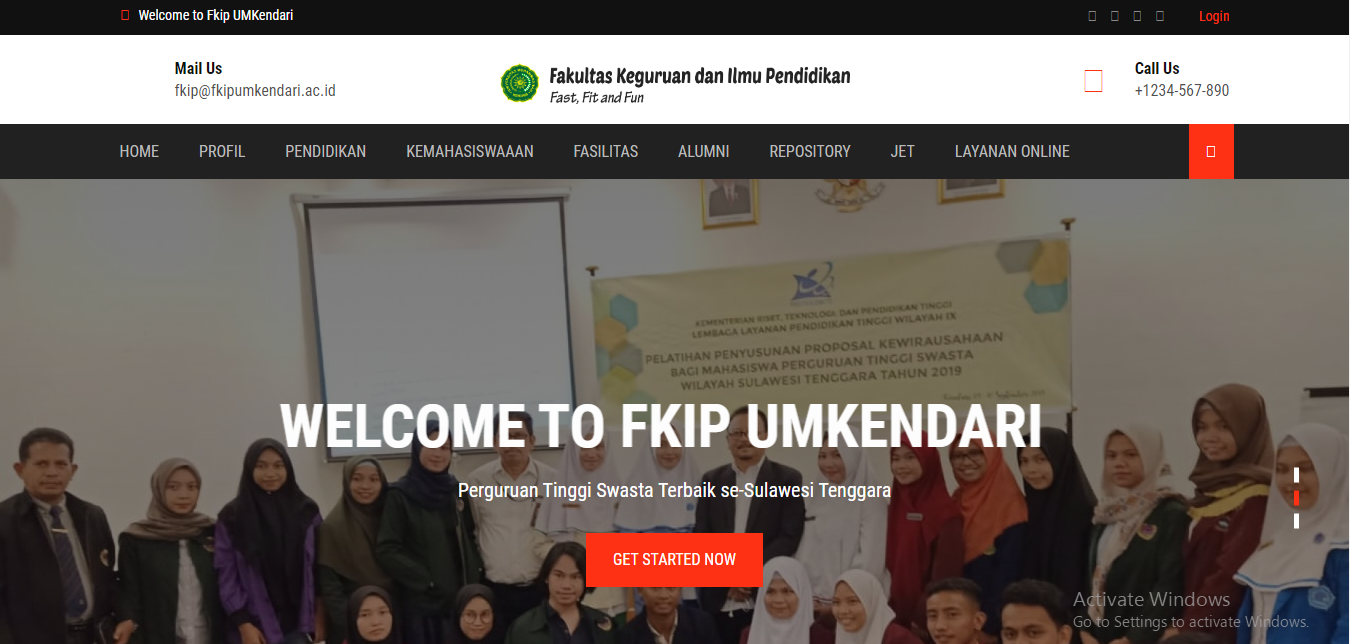 Welcome to Fkip UMKendari
Login
Mail Us
fkip@fkipumkendari.ac.id
Fakultas Keguruan dan Ilmu Pendidikan
Fast, Fit and Fun
Call Us
+1234-567-890
HOME PROFIL PENDIDIKAN KEMAHASISWAAAN FASILITAS ALUMNI REPOSITORY JET LAYANAN ONLINE
KEMENTERIAN RISET, TEKNOLOGI, DAN PENDIDIKAN TINGGI
LEMBAGA LAYANAN PENDIDIKAN TINGGI WILAYAH IX
PELATIHAN PENYUSUNAN PROPOSAL KEWIRAUSAHAAN
BAGI MAHASISWA PERGURUAN TINGGI SWASTA
WILAYAH SULAWESI TENGGARA TAHUN 2019
WELCOME TO FKIP UMKENDARI
Perguruan Tinggi Swasta Terbaik se-Sulawesi Tenggara
GET STARTED NOW
Activate Windows
Go to Settings to activate Windows.